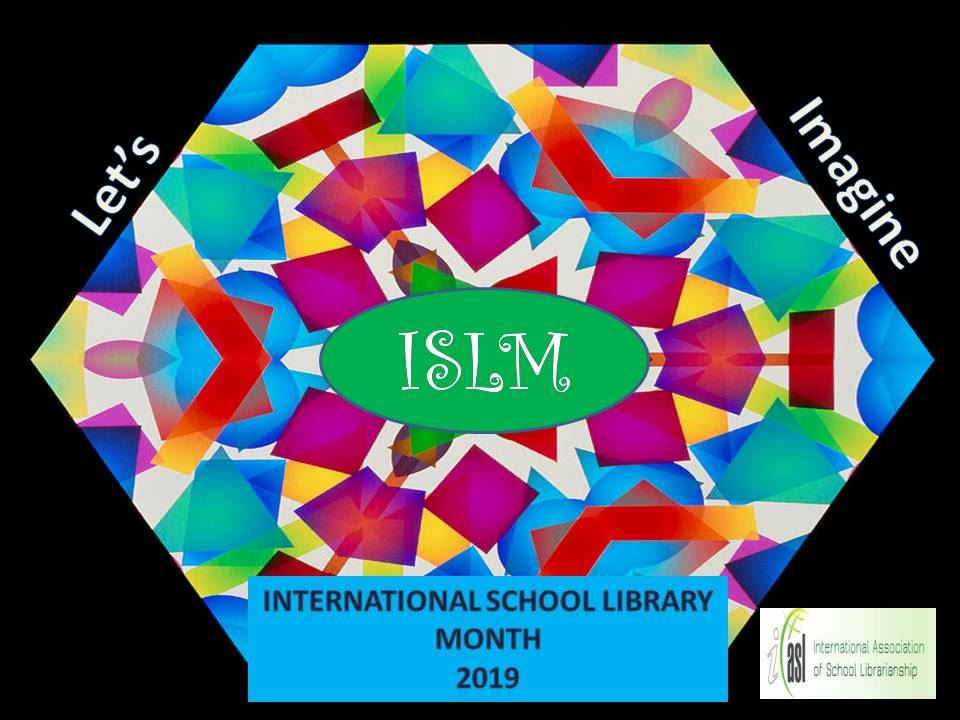 Let's
Imagine
ISLM
INTERNATIONAL SCHOOL LIBRARY
MONTH
2019
iasl
International Association
of School Librarianship